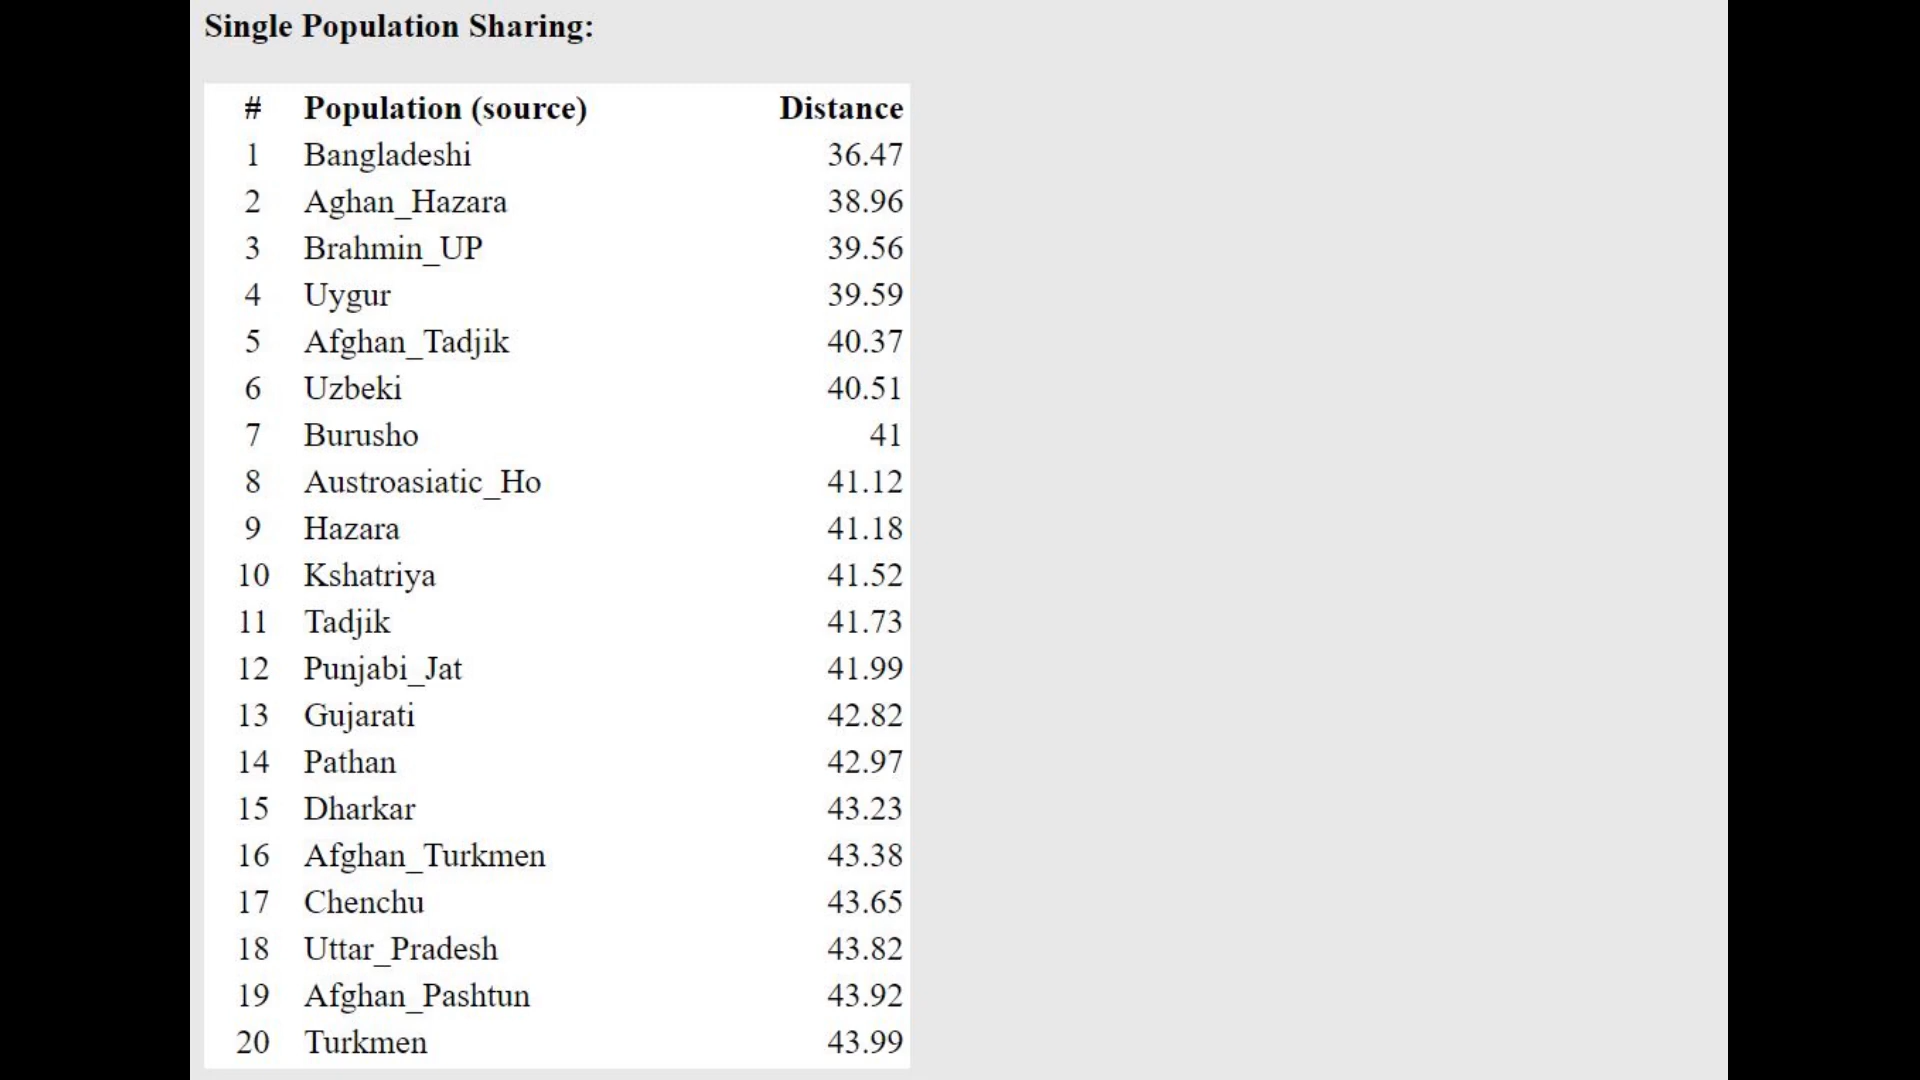 Single Population Sharing:
# Population (source) Distance
1 Bangladeshi 36.47
2 Aghan_Hazara 38.96
3 Brahmin_UP 39.56
4 Uygur 39.59
5 Afghan_Tadjik 40.37
6 Uzbeki 40.51
7 Burusho 41
8 Austroasiatic_Ho 41.12
9 Hazara 41.18
10 Kshatriya 41.52
11 Tadjik 41.73
12 Punjabi_Jat 41.99
13 Gujarati 42.82
14 Pathan 42.97
15 Dharkar 43.23
16 Afghan_Turkmen 43.38
17 Chenchu 43.65
18 Uttar_Pradesh 43.82
19 Afghan_Pashtun 43.92
20 Turkmen 43.99